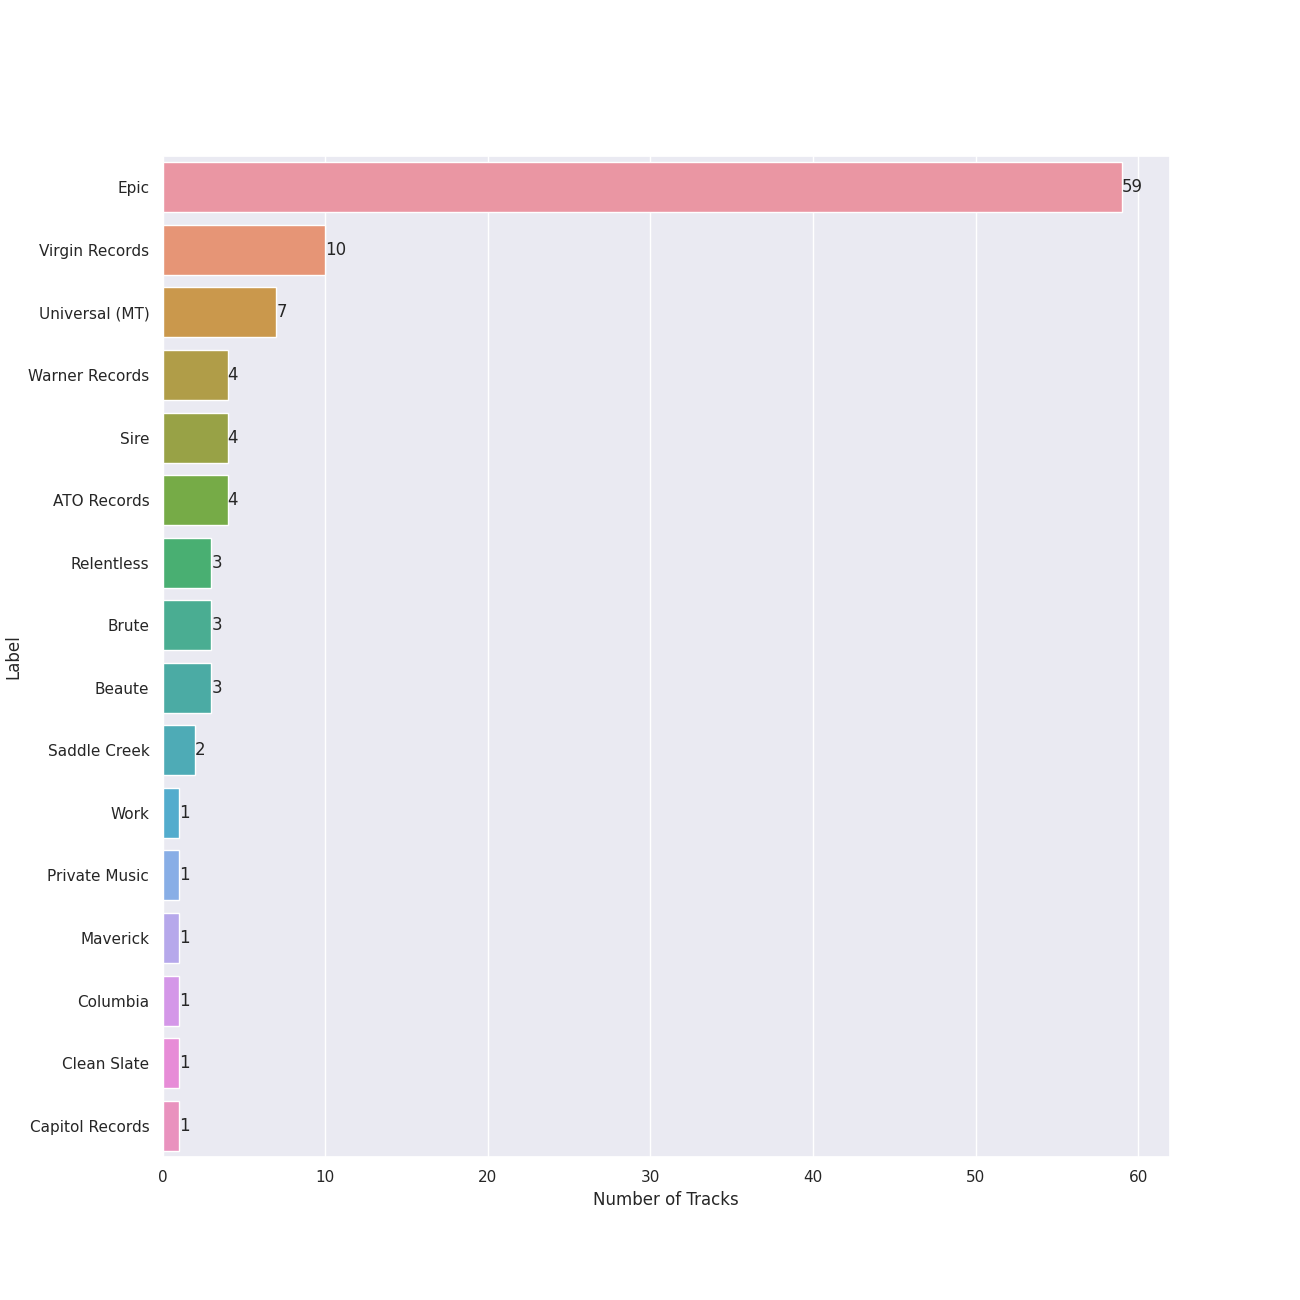 Epic 59
Virgin Records 10
Universal (MT) 7
Warner Records 4
Sire 4
ATO Records 4
Relentless 3
Brute 3
Beaute 3
Saddle Creek 2
Work 1
Private Music 1
Maverick 1
Columbia 1
Clean Slate 1
Capitol Records 1
Label
0 10 20 30 40 50 60
Number of Tracks